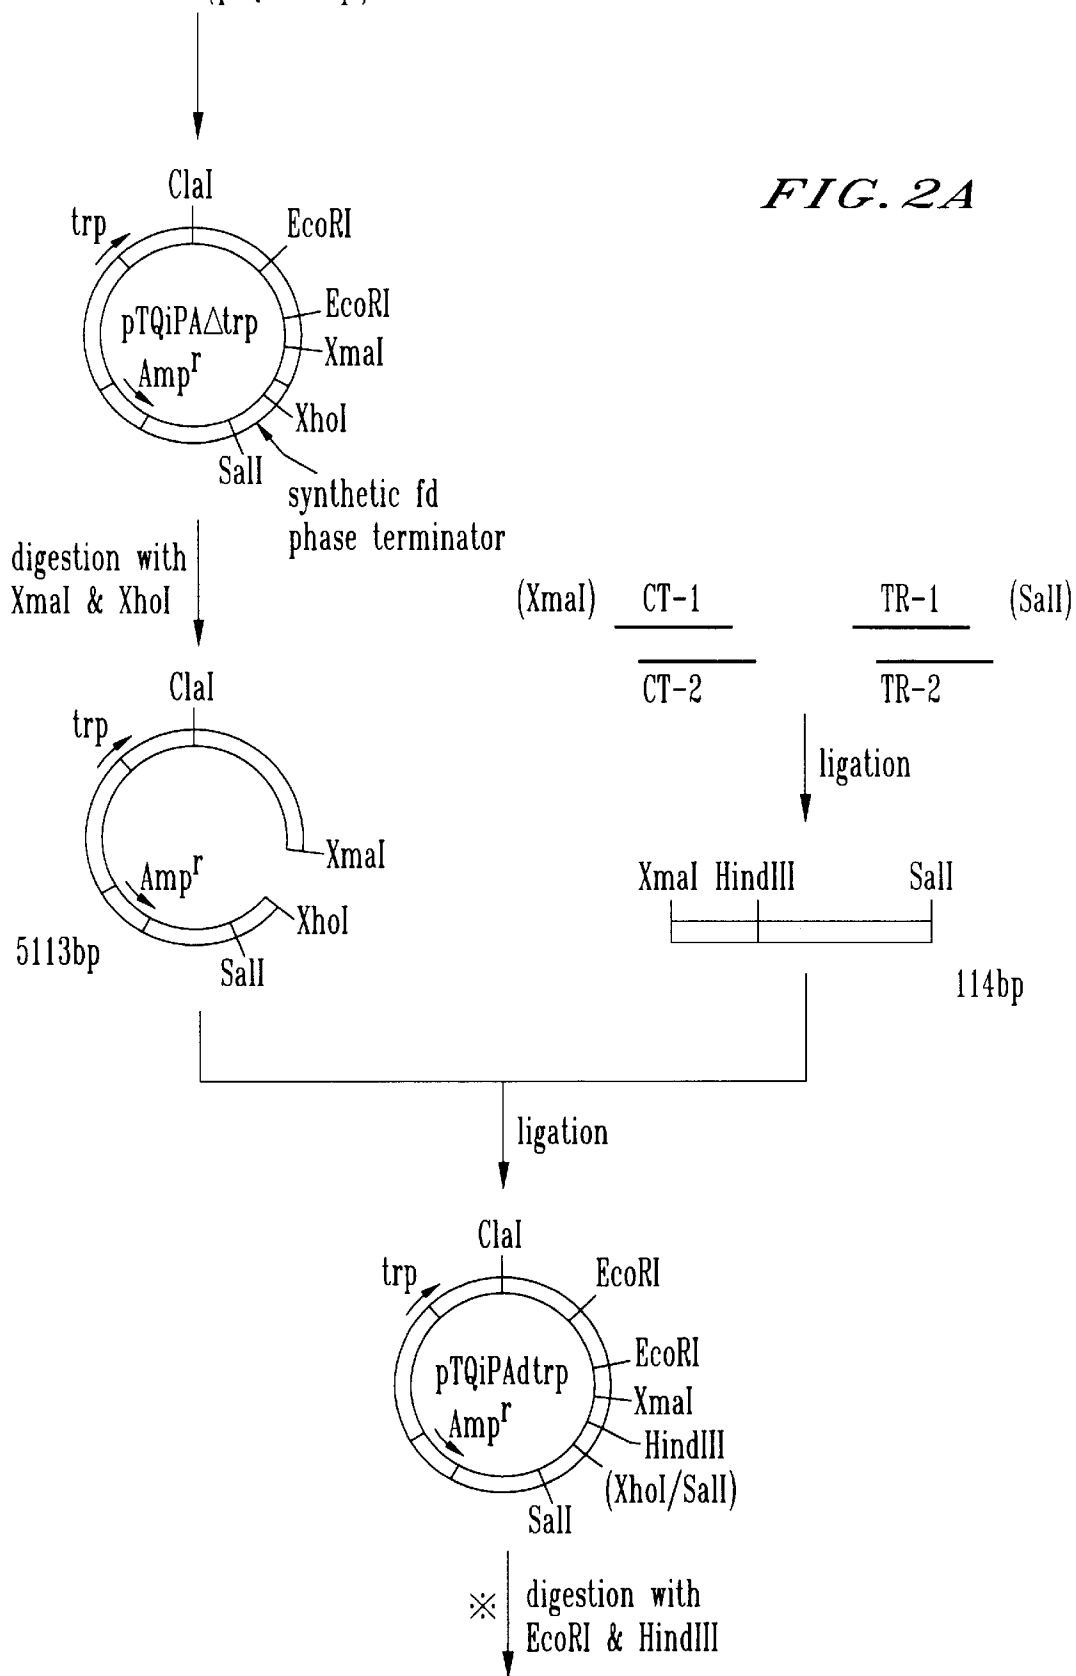 FIG. 2A
ClaI
trp
EcoRI
pTQiPA△trp
EcoRI
XmaI
Ampr
XhoI
SalI
synthetic fd
phase terminator
digestion with
XmaI & XhoI
(XmaI) CT-1 TR-1 (SalI)
CT-2 TR-2
ClaI
trp
ligation
XmaI
Ampr
XhoI
5113bp
SalI
XmaI HindIII SalI
114bp
ligation
ClaI
trp
EcoRI
pTQiPAdtrp
EcoRI
XmaI
Ampr
HindIII
(XhoI/SalI)
SalI
※ digestion with
EcoRI & HindIII